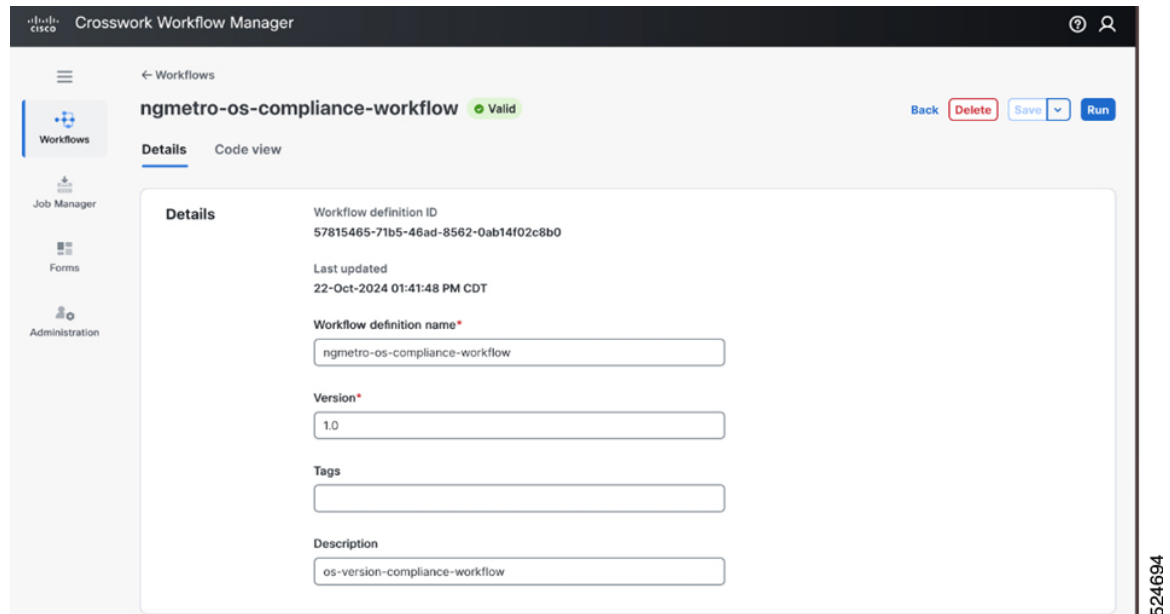 cisco Crosswork Workflow Manager
← Workflows
ngmetro-os-compliance-workflow Valid
Back Delete Save Run
Workflows
Details Code view
Job Manager
Forms
Administration
Details
Workflow definition ID
57815465-71b5-46ad-8562-0ab14f02c8b0
Last updated
22-Oct-2024 01:41:48 PM CDT
Workflow definition name*
ngmetro-os-compliance-workflow
Version*
1.0
Tags
Description
os-version-compliance-workflow
524694